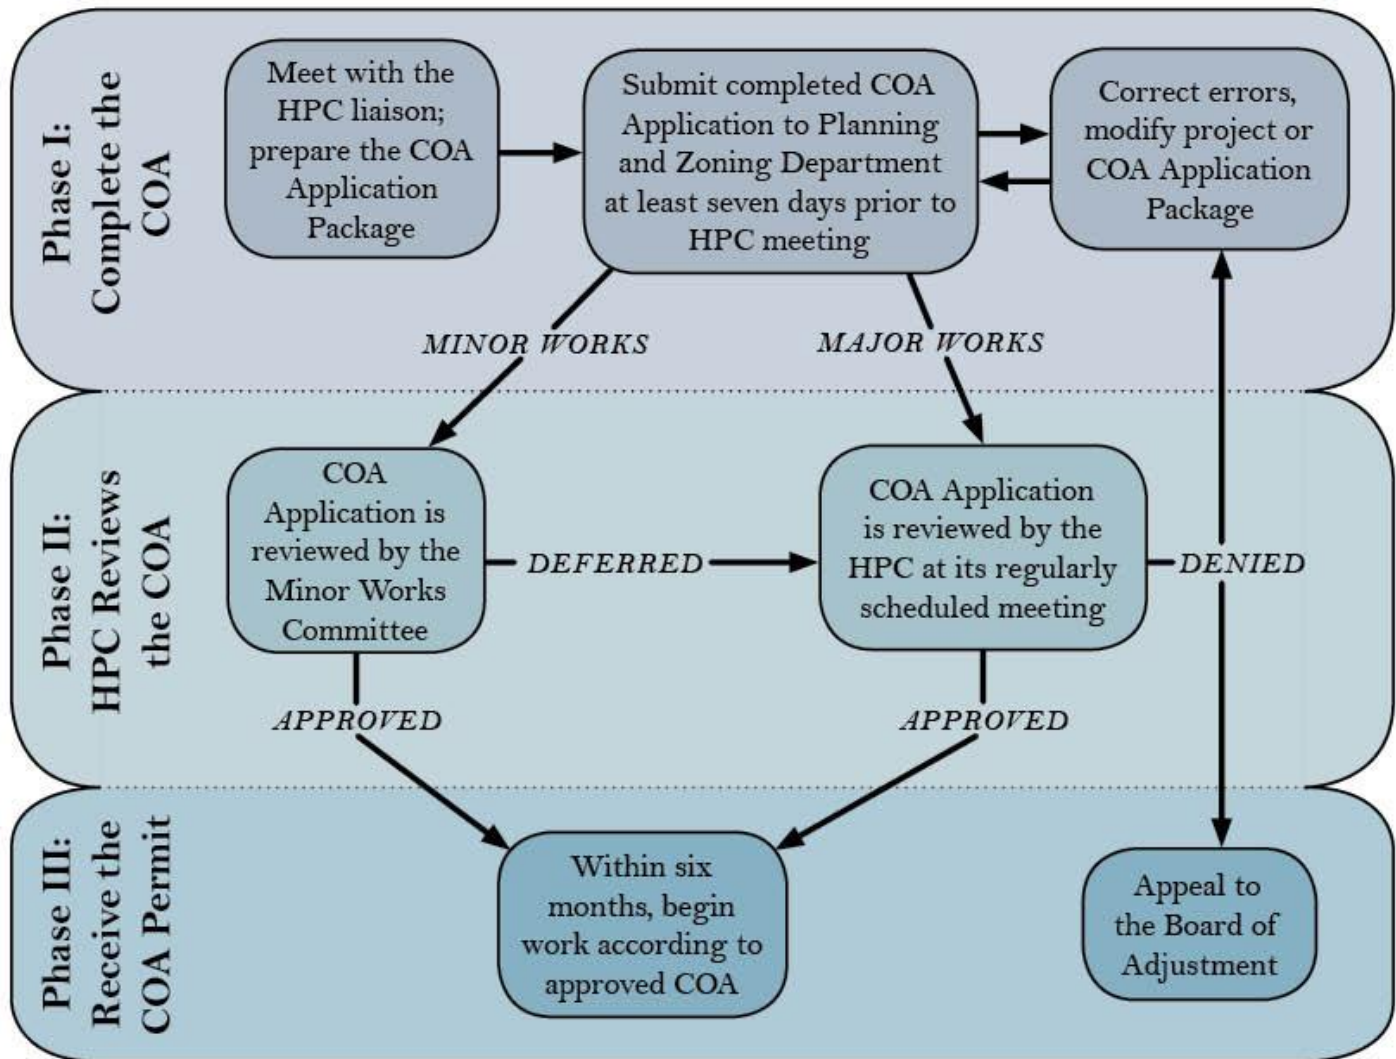 Phase I:
Complete the
COA
Meet with the
HPC liaison;
prepare the COA
Application
Package
Submit completed COA
Application to Planning
and Zoning Department
at least seven days prior to
HPC meeting
Correct errors,
modify project or
COA Application
Package
MINOR WORKS
MAJOR WORKS
Phase II:
HPC Reviews
the COA
COA
Application is
reviewed by the
Minor Works
Committee
DEFERRED
COA Application
is reviewed by the
HPC at its regularly
scheduled meeting
DENIED
APPROVED
APPROVED
Phase III:
Receive the
COA Permit
Within six
months, begin
work according to
approved COA
Appeal to
the Board of
Adjustment